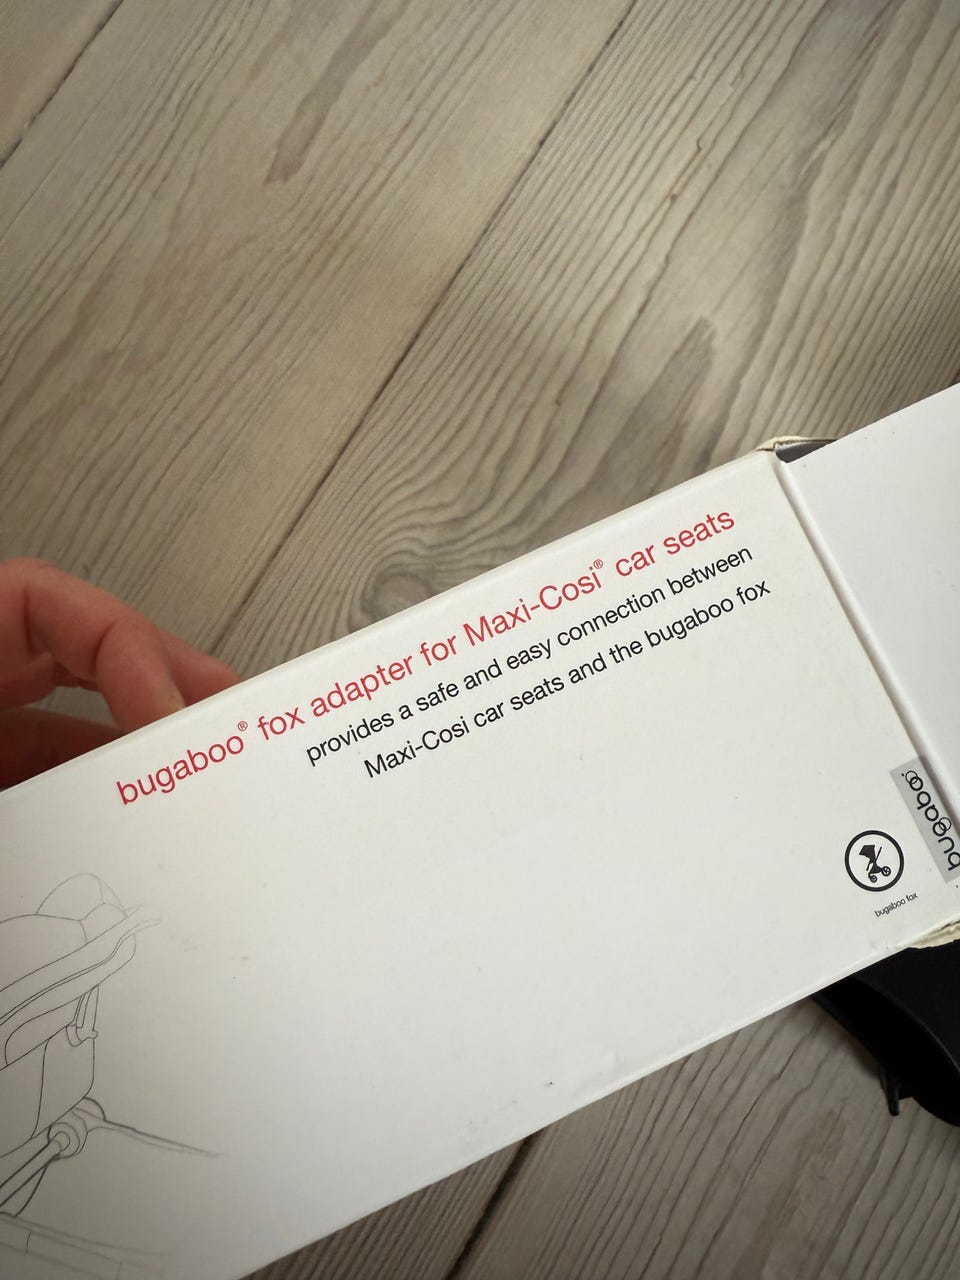 bugaboo® fox adapter for Maxi-Cosi® car seats
provides a safe and easy connection between
Maxi-Cosi car seats and the bugaboo fox
bugaboo
bugaboo fox